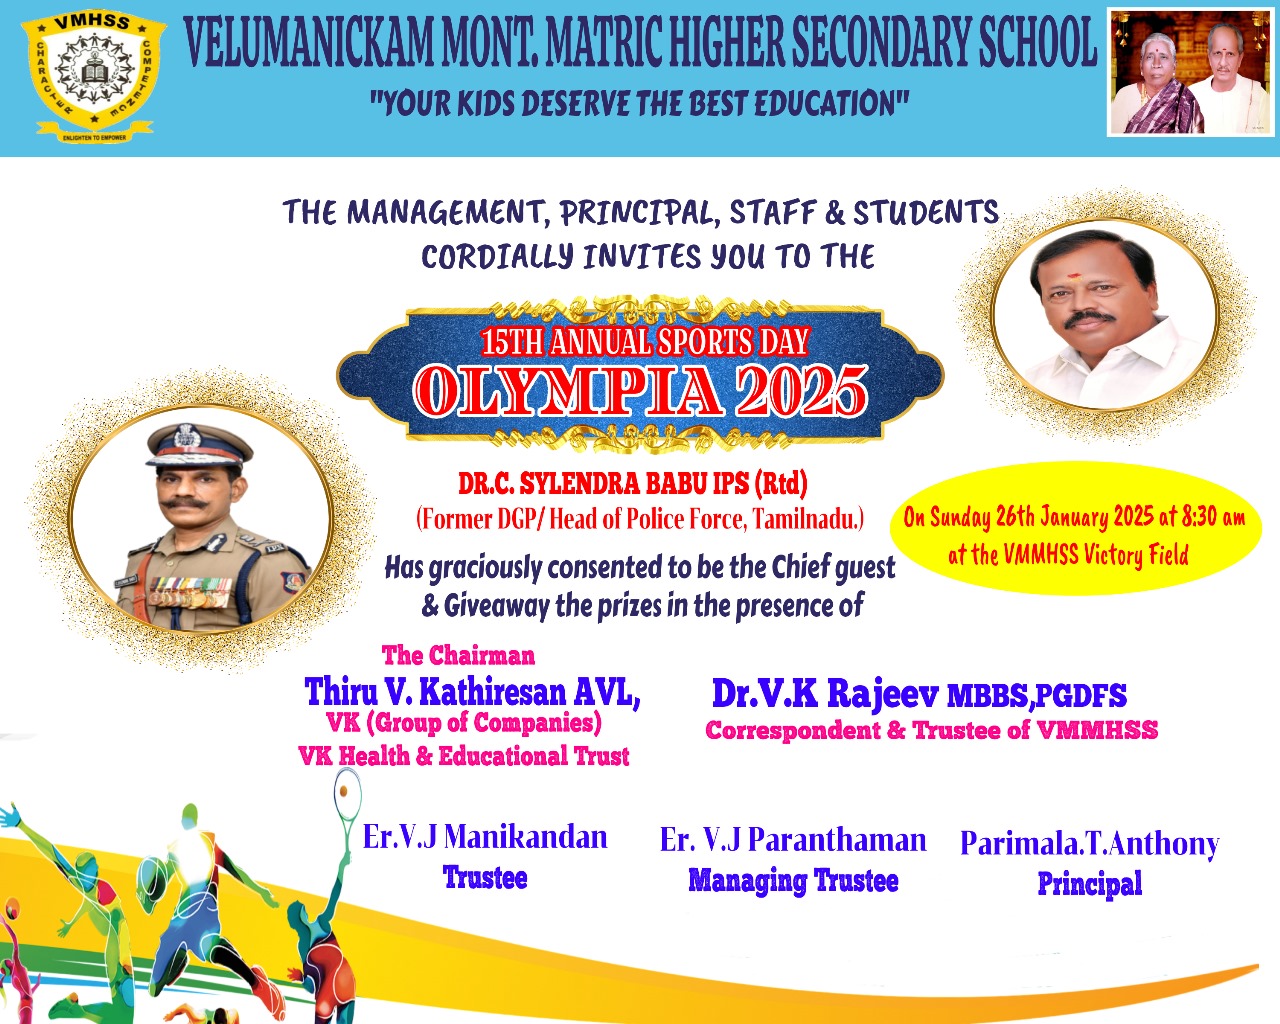 VMHSS
CHARACTER
COMPETENCE
ENLIGHTEN TO EMPOWER
VELUMANICKAM MONT. MATRIC HIGHER SECONDARY SCHOOL
"YOUR KIDS DESERVE THE BEST EDUCATION"
THE MANAGEMENT, PRINCIPAL, STAFF & STUDENTS
CORDIALLY INVITES YOU TO THE
15TH ANNUAL SPORTS DAY
OLYMPIA 2025
DR.C. SYLENDRA BABU IPS (Rtd)
(Former DGP/ Head of Police Force, Tamilnadu.)
On Sunday 26th January 2025 at 8:30 am
at the VMMHSS Victory Field
Has graciously consented to be the Chief guest
& Giveaway the prizes in the presence of
The Chairman
Thiru V. Kathiresan AVL,
VK (Group of Companies)
VK Health & Educational Trust
Dr.V.K Rajeev MBBS,PGDFS
Correspondent & Trustee of VMMHSS
Er.V.J Manikandan
Trustee
Er. V.J Paranthaman
Managing Trustee
Parimala.T.Anthony
Principal